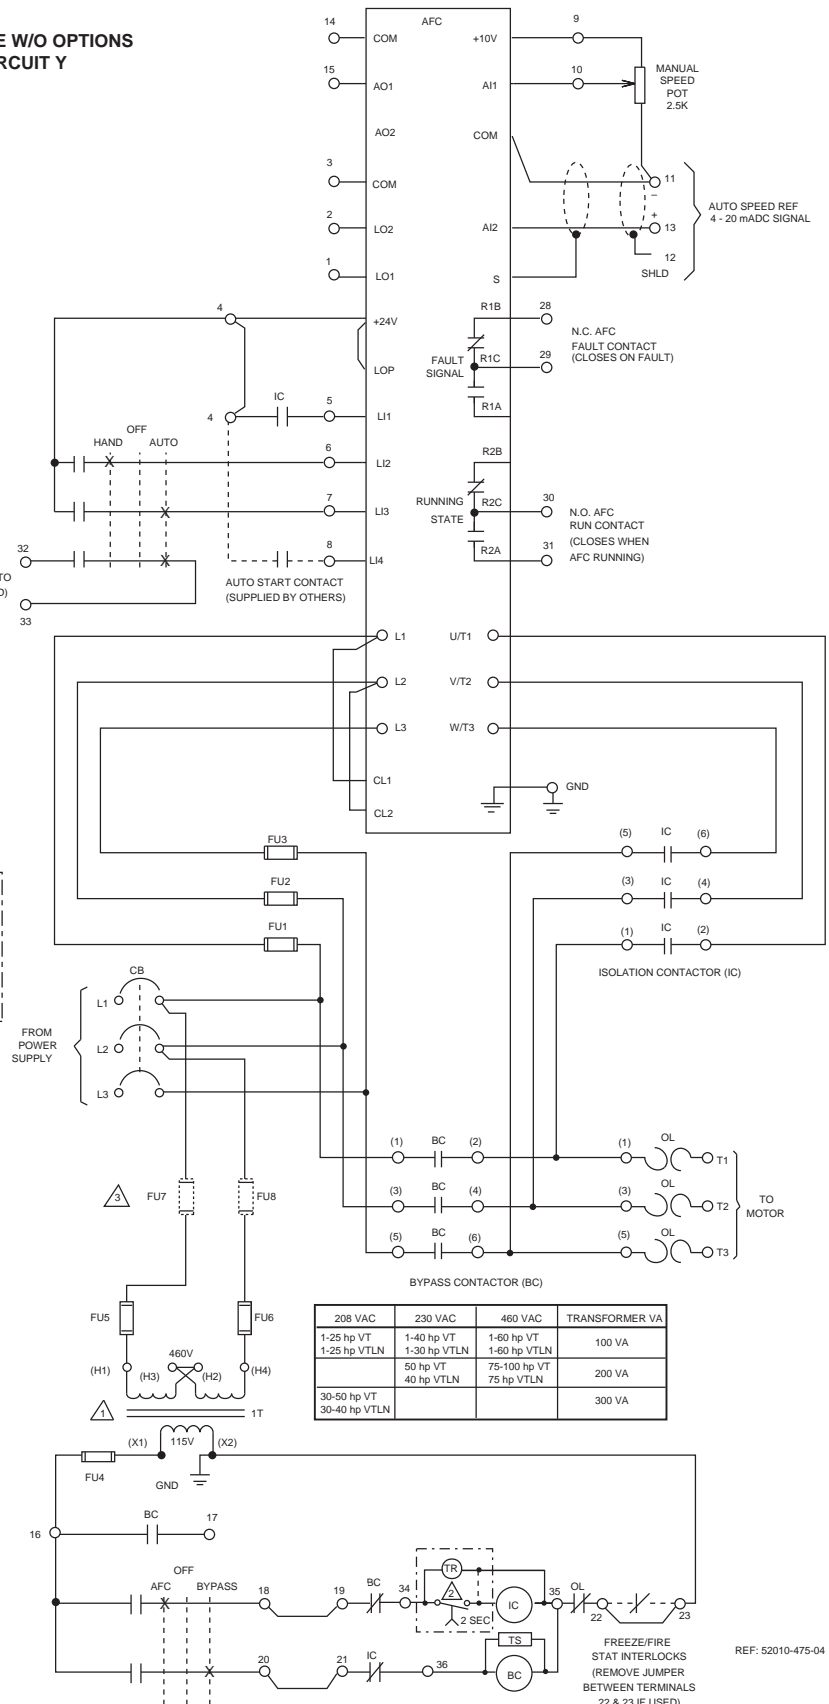 E W/O OPTIONS
RCUIT Y
AFC
14
COM
+10V
9
15
AO1
AI1
10
MANUAL
SPEED
POT
2.5K
AO2
COM
3
COM
11
–
+
AUTO SPEED REF
4 - 20 mADC SIGNAL
2
LO2
AI2
13
12
SHLD
1
LO1
S
4
+24V
R1B
28
N.C. AFC
FAULT CONTACT
(CLOSES ON FAULT)
LOP
FAULT
SIGNAL
R1C
29
R1A
4
IC
5
LI1
HAND
OFF
AUTO
6
LI2
R2B
7
LI3
RUNNING
STATE
R2C
30
N.O. AFC
RUN CONTACT
(CLOSES WHEN
AFC RUNNING)
R2A
31
32
8
LI4
TO
D)
33
AUTO START CONTACT
(SUPPLIED BY OTHERS)
L1
U/T1
L2
V/T2
L3
W/T3
CL1
CL2
GND
FU3
(5) IC (6)
FU2
(3) IC (4)
FU1
(1) IC (2)
ISOLATION CONTACTOR (IC)
CB
L1
L2
L3
FROM
POWER
SUPPLY
(1) BC (2)
(1) OL
T1
(3) BC (4)
(3) OL
T2
(5) BC (6)
(5) OL
T3
TO
MOTOR
BYPASS CONTACTOR (BC)
3
FU7
FU8
FU5
FU6
208 VAC 230 VAC 460 VAC TRANSFORMER VA
1-25 hp VT 1-40 hp VT 1-60 hp VT 100 VA
1-25 hp VTLN 1-30 hp VTLN 1-60 hp VTLN
50 hp VT 75-100 hp VT 200 VA
40 hp VTLN 75 hp VTLN
30-50 hp VT 300 VA
30-40 hp VTLN
460V
(H1) (H3) (H2) (H4)
1
1T
(X1) 115V (X2)
FU4
GND
16
BC
17
OFF
AFC
BYPASS
18
19
BC
34
TR
2
2 SEC
IC
35
OL
22
23
20
21
IC
36
TS
BC
FREEZE/FIRE
STAT INTERLOCKS
(REMOVE JUMPER
BETWEEN TERMINALS
22 & 23 IF USED)
REF: 52010-475-04